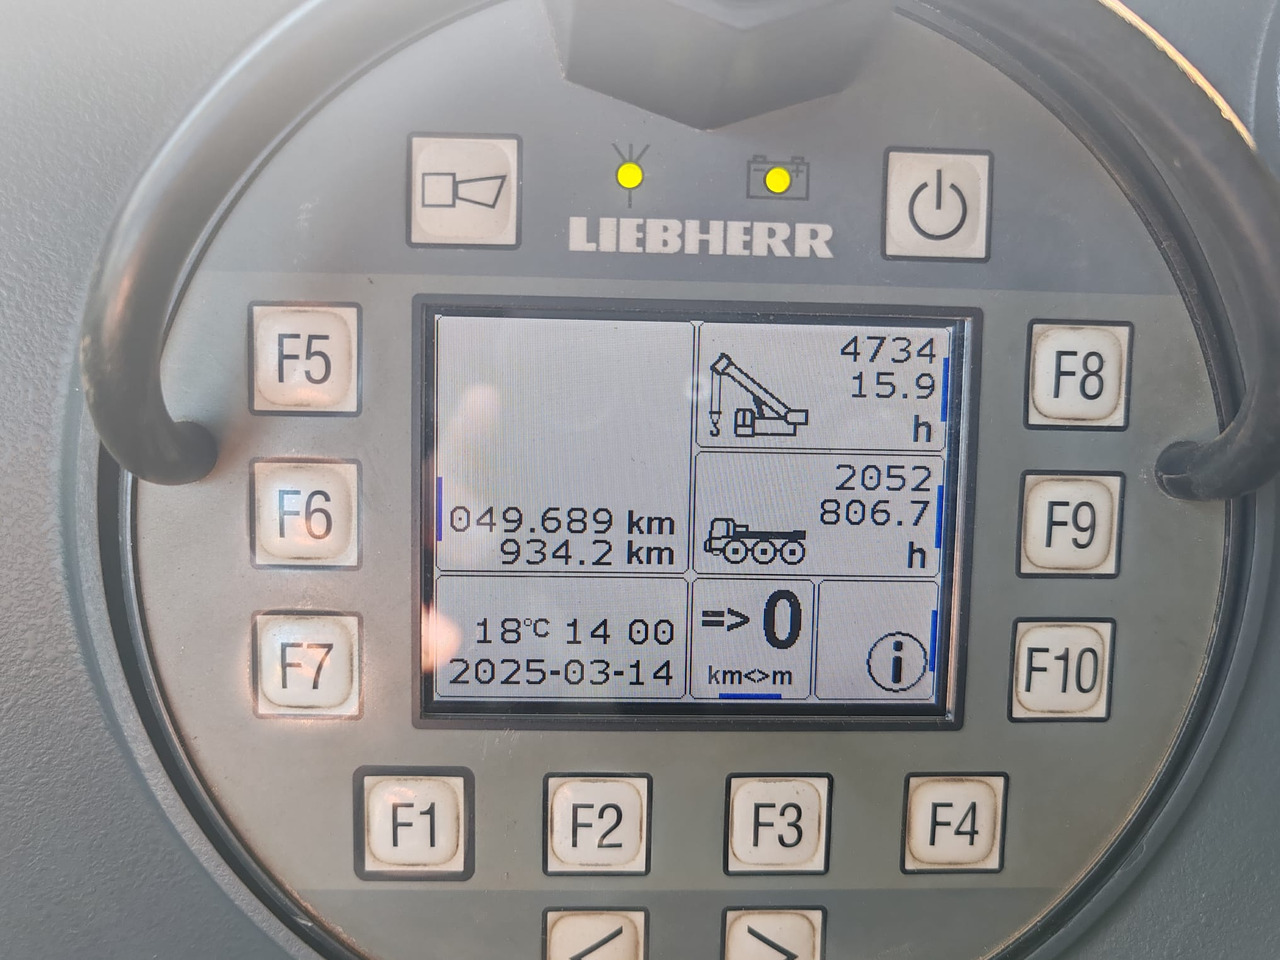 LIEBHERR
F5
F6
F7
F8
F9
F10
4734
15.9
h
2052
806.7
h
049.689 km
934.2 km
18°C 14 00
2025-03-14
=> 0
km<>m
i
F1
F2
F3
F4
<
>